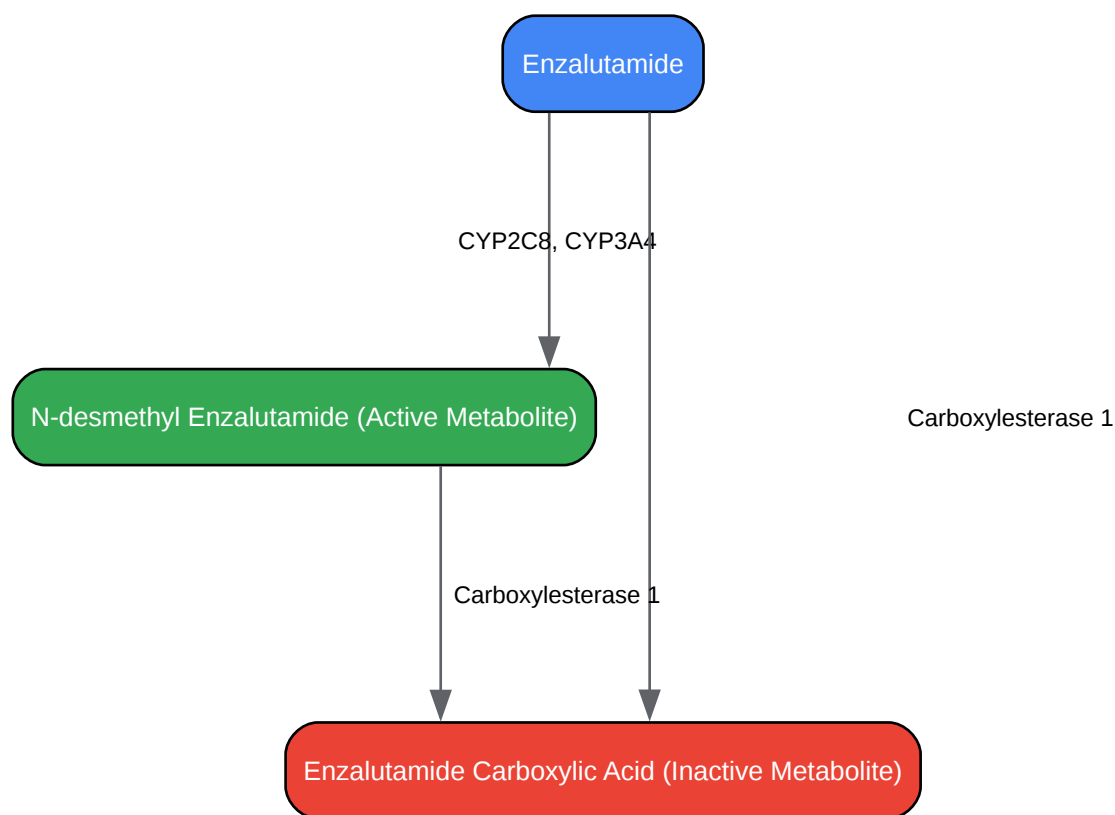 Enzalutamide
CYP2C8, CYP3A4
N-desmethyl Enzalutamide (Active Metabolite)
Carboxylesterase 1
Carboxylesterase 1
Enzalutamide Carboxylic Acid (Inactive Metabolite)